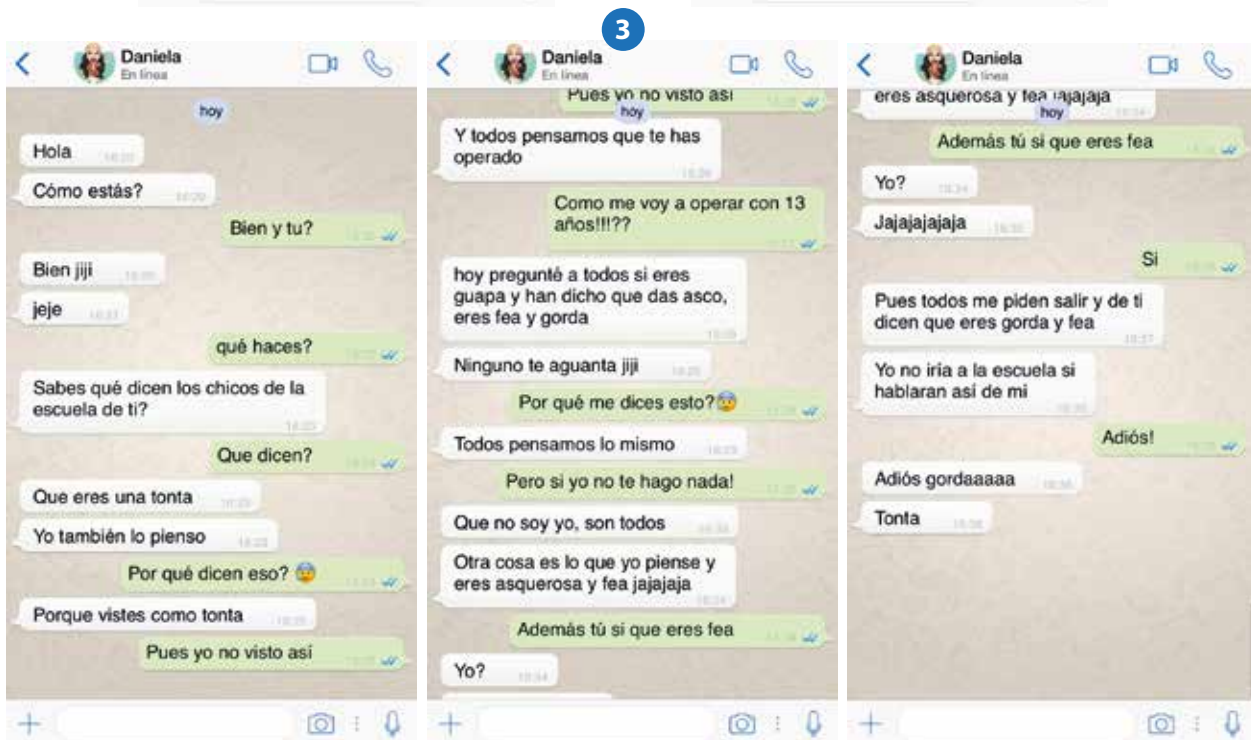 3
Daniela
En línea
hoy
Hola
Cómo estás?
Bien y tu?
Bien jiji
jeje
qué haces?
Sabes qué dicen los chicos de la
escuela de ti?
Que dicen?
Que eres una tonta
Yo también lo pienso
Por qué dicen eso? 😰
Porque vistes como tonta
Pues yo no visto así
Daniela
En línea
Pues yo no visto así
hoy
Y todos pensamos que te has
operado
Como me voy a operar con 13
años!!!??
hoy pregunté a todos si eres
guapa y han dicho que das asco,
eres fea y gorda
Ninguno te aguanta jiji
Por qué me dices esto?😰
Todos pensamos lo mismo
Pero si yo no te hago nada!
Que no soy yo, son todos
Otra cosa es lo que yo piense y
eres asquerosa y fea jajajaja
Además tú si que eres fea
Yo?
Daniela
En línea
eres asquerosa y fea jajajaja
hoy
Además tú si que eres fea
Yo?
Jajajajajaja
Si
Pues todos me piden salir y de ti
dicen que eres gorda y fea
Yo no iría a la escuela si
hablaran así de mi
Adiós!
Adiós gordaaaaa
Tonta